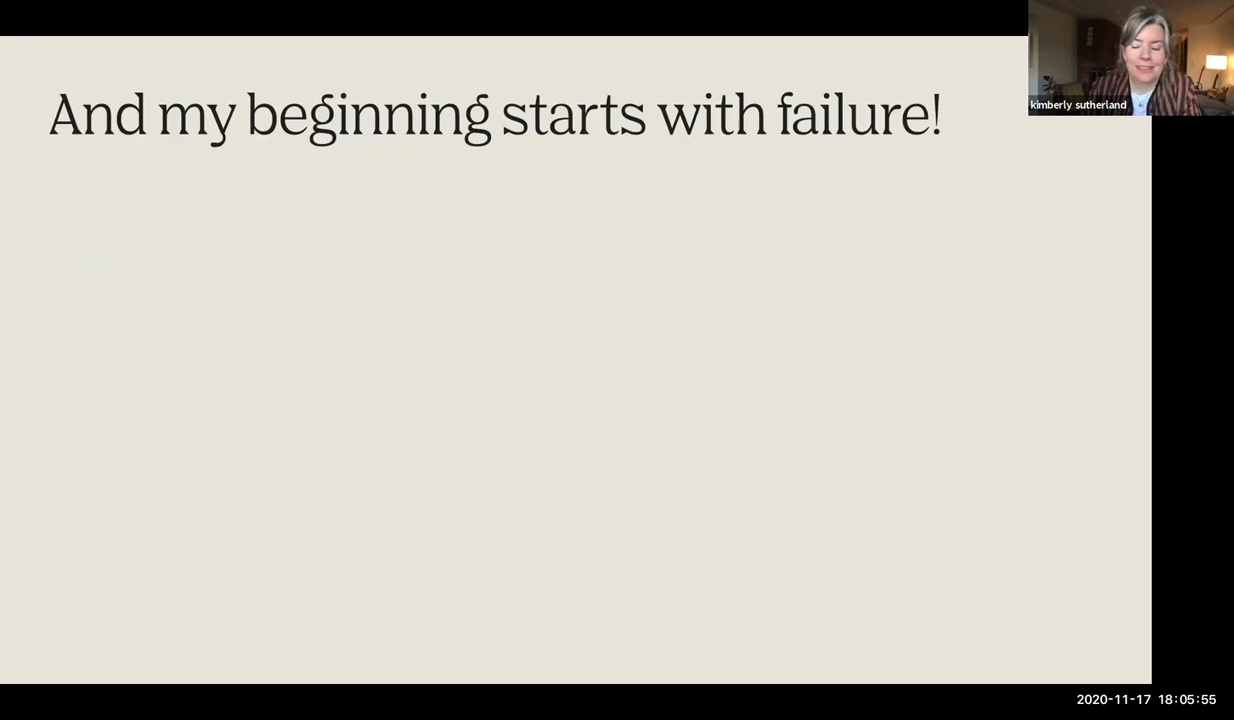 And my beginning starts with failure!
kimberly sutherland
2020-11-17 18:05:55